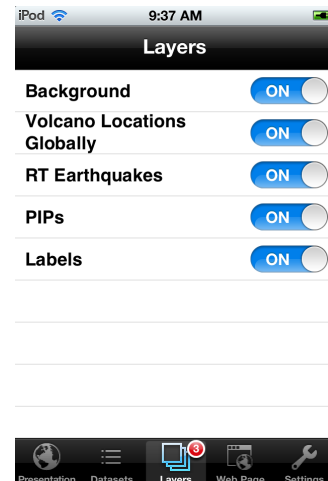 iPod 9:37 AM
Layers
Background ON
Volcano Locations
Globally ON
RT Earthquakes ON
PIPs ON
Labels ON
3
Presentation Datasets Layers Web Page Settings